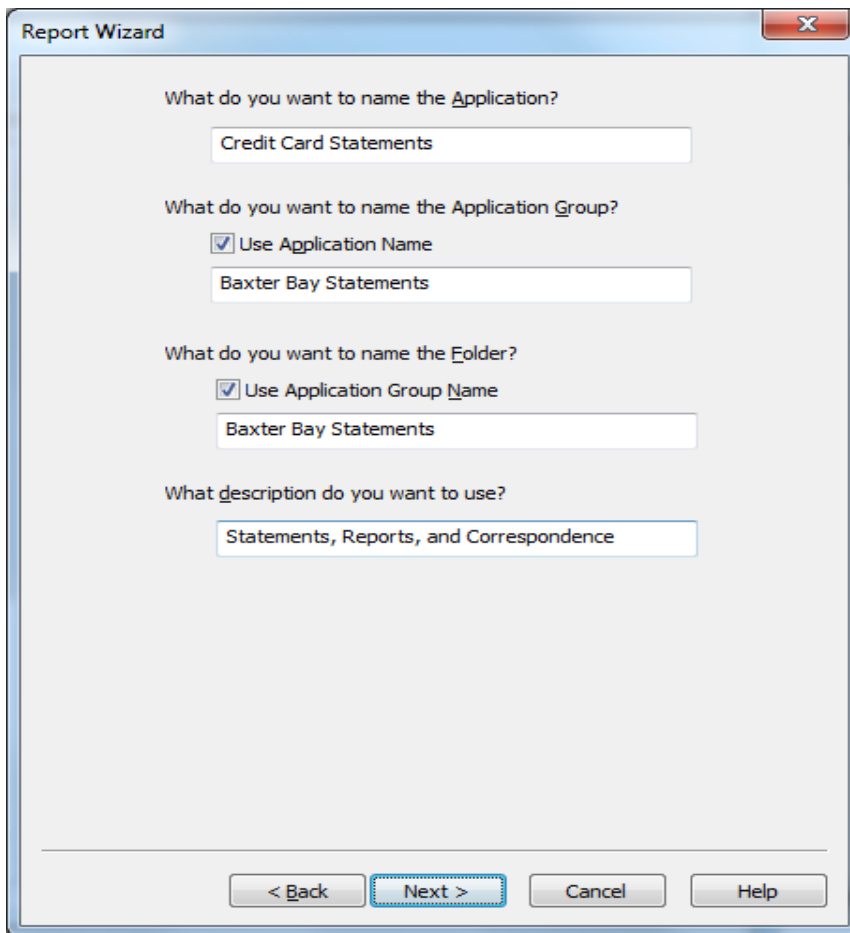 Report Wizard
What do you want to name the Application?
Credit Card Statements
What do you want to name the Application Group?
Use Application Name
Baxter Bay Statements
What do you want to name the Folder?
Use Application Group Name
Baxter Bay Statements
What description do you want to use?
Statements, Reports, and Correspondence
< Back Next > Cancel Help